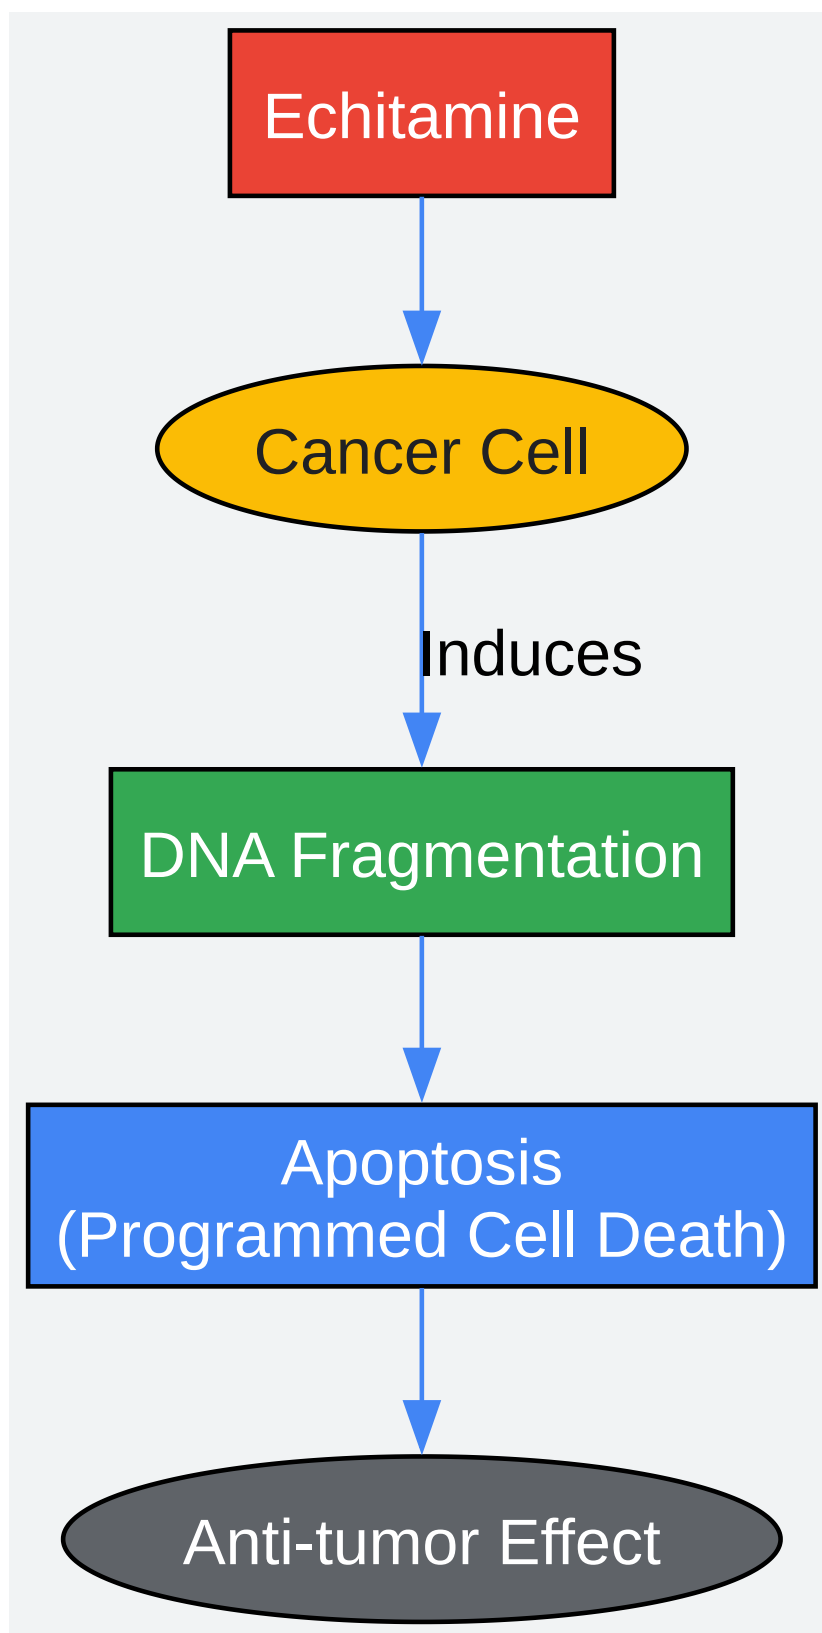 Echitamine
Cancer Cell
Induces
DNA Fragmentation
Apoptosis
(Programmed Cell Death)
Anti-tumor Effect